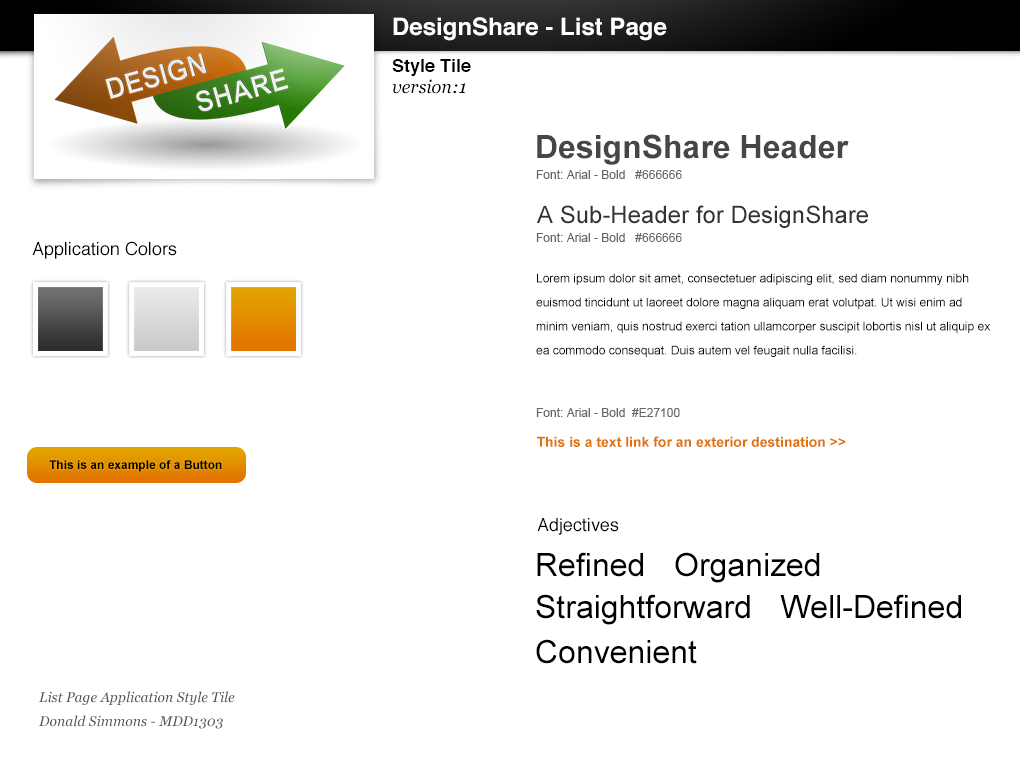 DesignShare - List Page
DESIGN
SHARE
Style Tile
version:1
DesignShare Header
Font: Arial - Bold #666666
A Sub-Header for DesignShare
Font: Arial - Bold #666666
Application Colors
Lorem ipsum dolor sit amet, consectetuer adipiscing elit, sed diam nonummy nibh
euismod tincidunt ut laoreet dolore magna aliquam erat volutpat. Ut wisi enim ad
minim veniam, quis nostrud exerci tation ullamcorper suscipit lobortis nisl ut aliquip ex
ea commodo consequat. Duis autem vel feugait nulla facilisi.
Font: Arial - Bold #E27100
This is a text link for an exterior destination >>
This is an example of a Button
Adjectives
Refined Organized
Straightforward Well-Defined
Convenient
List Page Application Style Tile
Donald Simmons - MDD1303